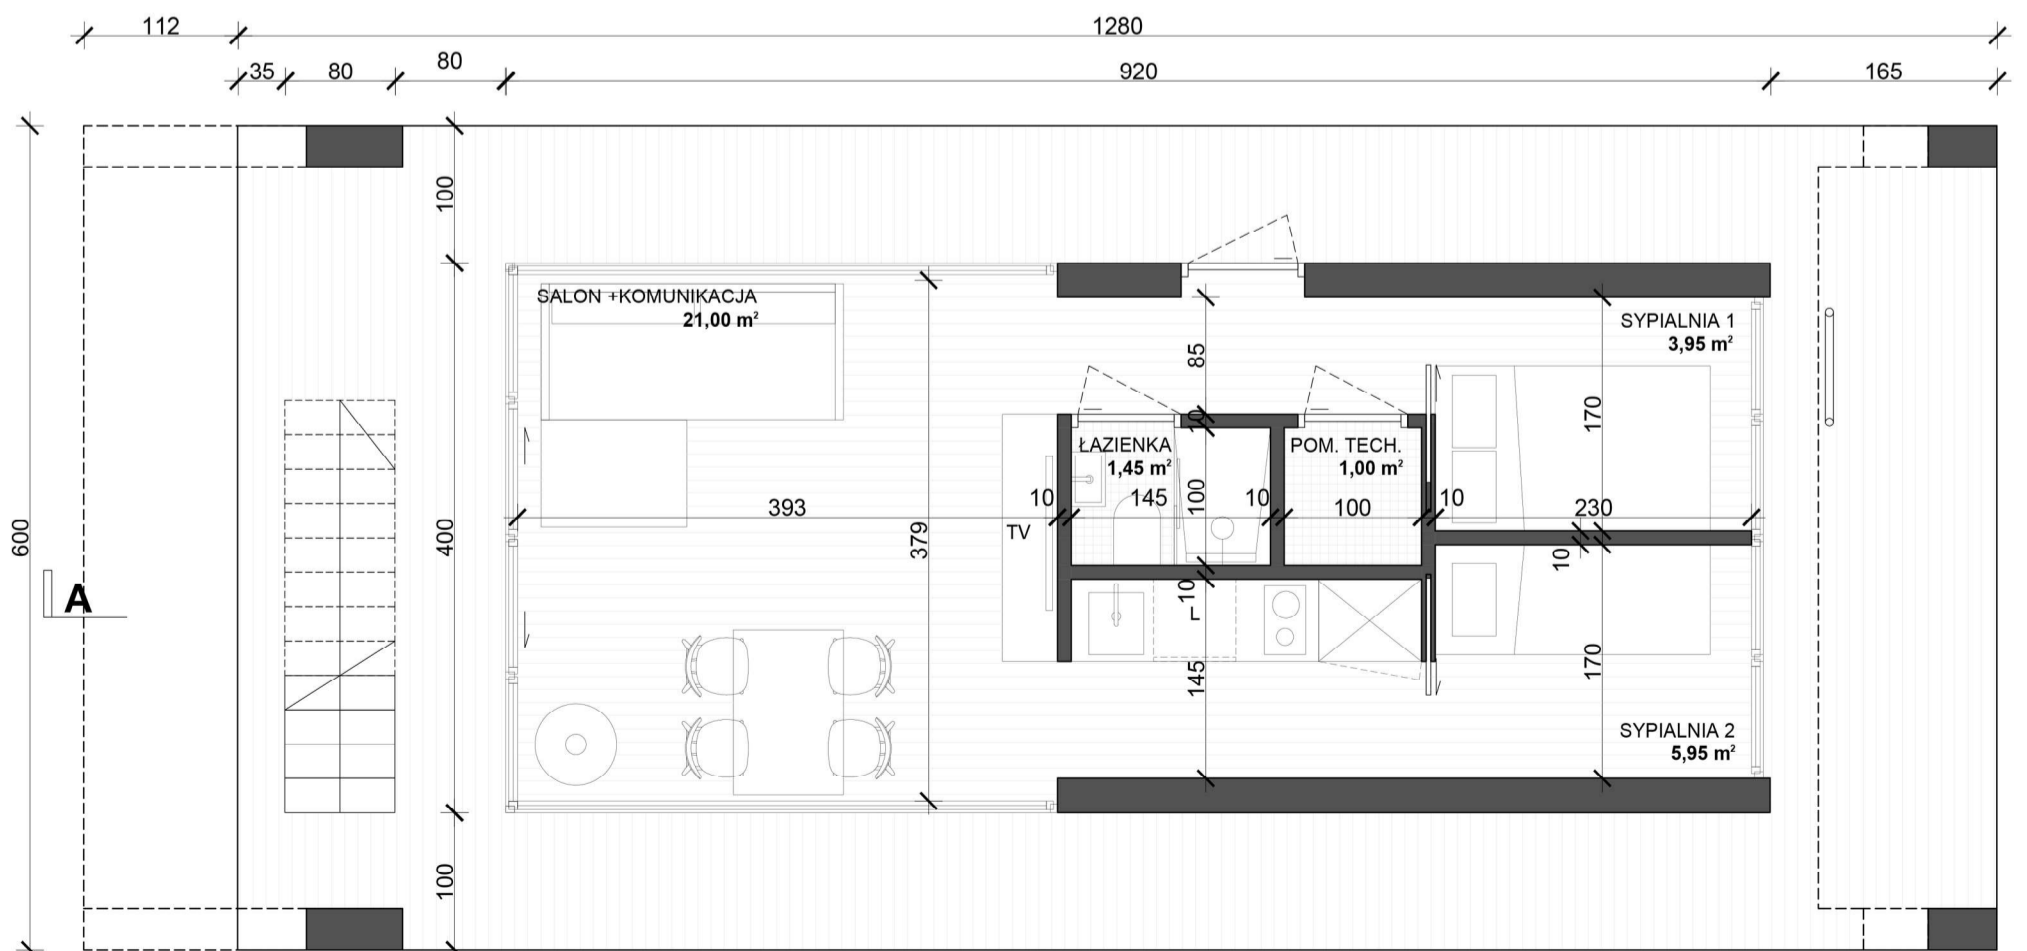 112
1280
35
80
80
920
165
100
SALON +KOMUNIKACJA
21,00 m²
SYPIALNIA 1
3,95 m²
85
10
170
ŁAZIENKA
1,45 m²
POM. TECH.
1,00 m²
393
10
145
100
10
100
10
230
TV
600
400
379
10
10
A
145
170
SYPIALNIA 2
5,95 m²
100